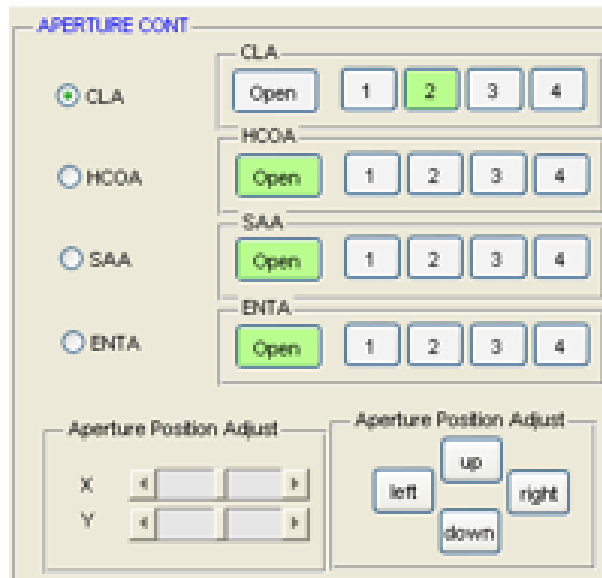 APERTUIRE CONT
CLA
CLA Open 1 2 3 4
HCOA
HCOA Open 1 2 3 4
SAA
SAA Open 1 2 3 4
ENTA
ENTA Open 1 2 3 4
Aperture Position Adjust
X
Y
Aperture Position Adjust
up
left right
down